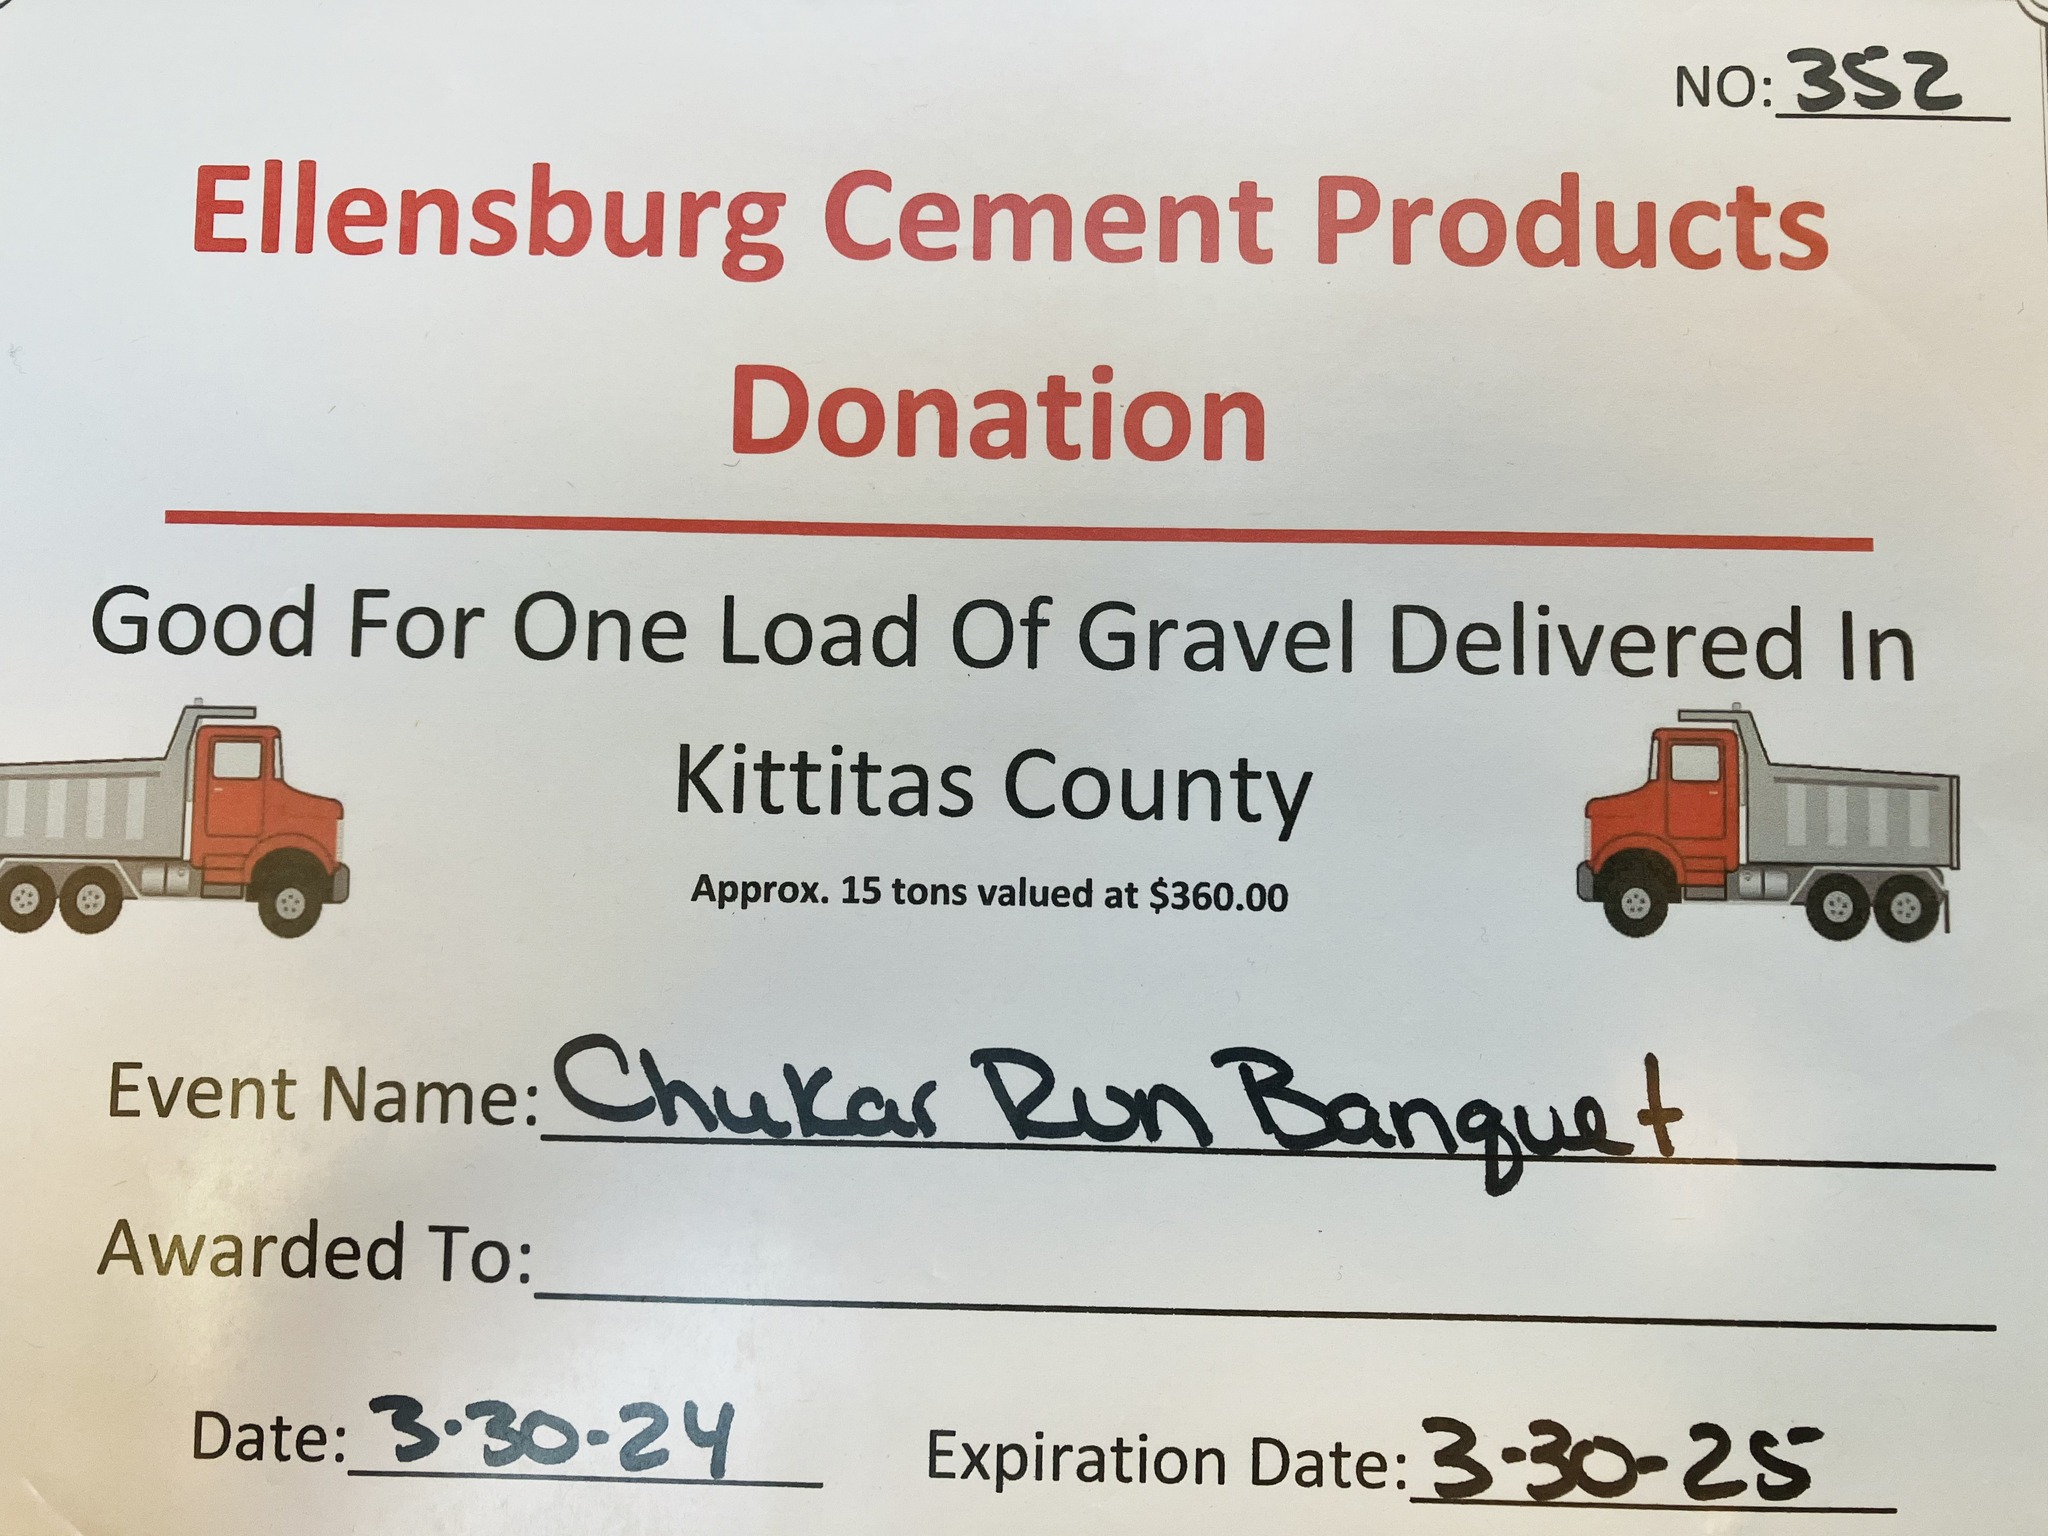 NO: 352
Ellensburg Cement Products
Donation
Good For One Load Of Gravel Delivered In
Kittitas County
Approx. 15 tons valued at $360.00
Event Name: Chukar Run Banquet
Awarded To:
Date: 3-30-24 Expiration Date: 3-30-25